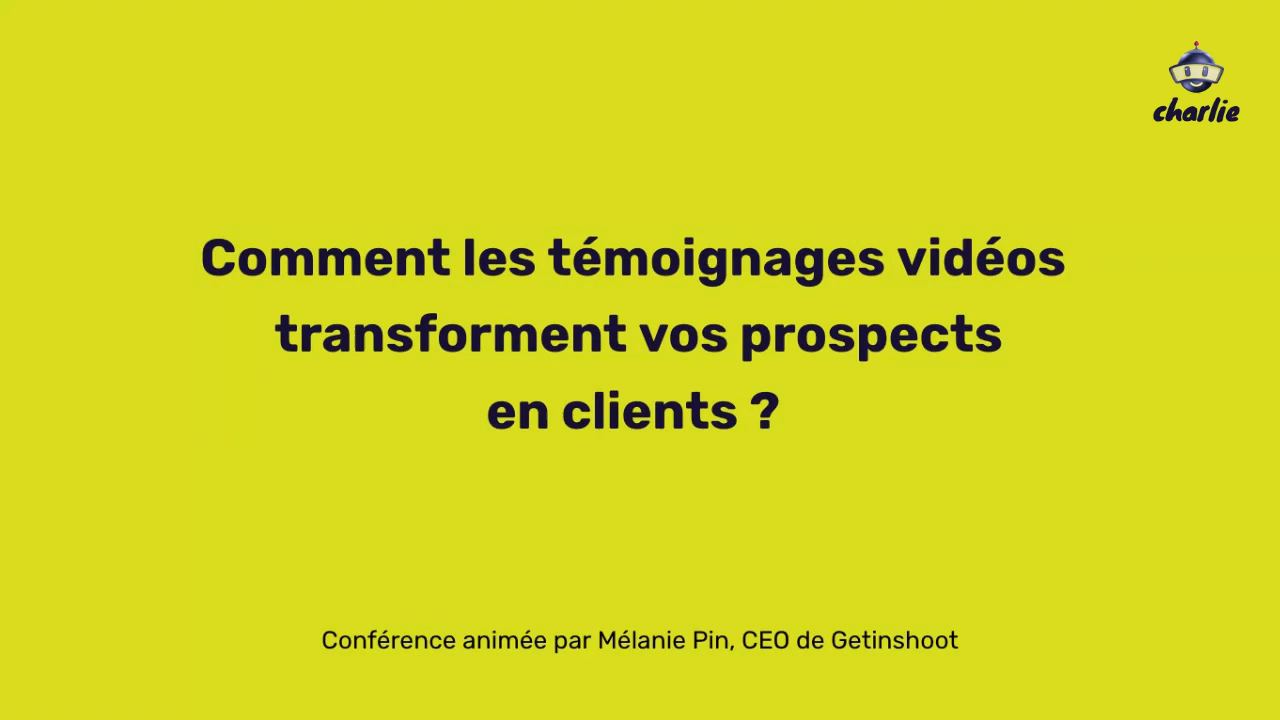 charlie
Comment les témoignages vidéos
transforment vos prospects
en clients ?
Conférence animée par Mélanie Pin, CEO de Getinshoot